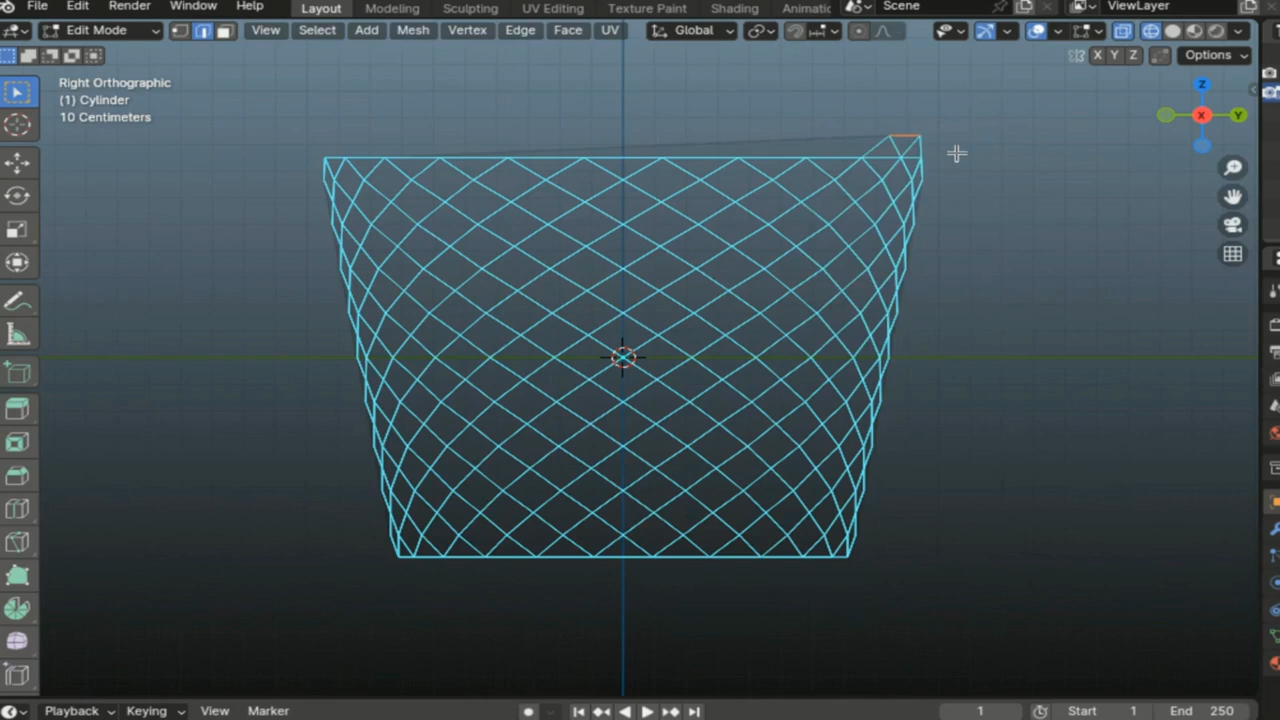 File Edit Render Window Help Layout Modeling Sculpting UV Editing Texture Paint Shading Animatic Scene ViewLayer
Edit Mode View Select Add Mesh Vertex Edge Face UV Global
X Y Z Options
Right Orthographic
(1) Cylinder
10 Centimeters
Z
X
Y
Playback Keying View Marker 1 Start 1 End 250